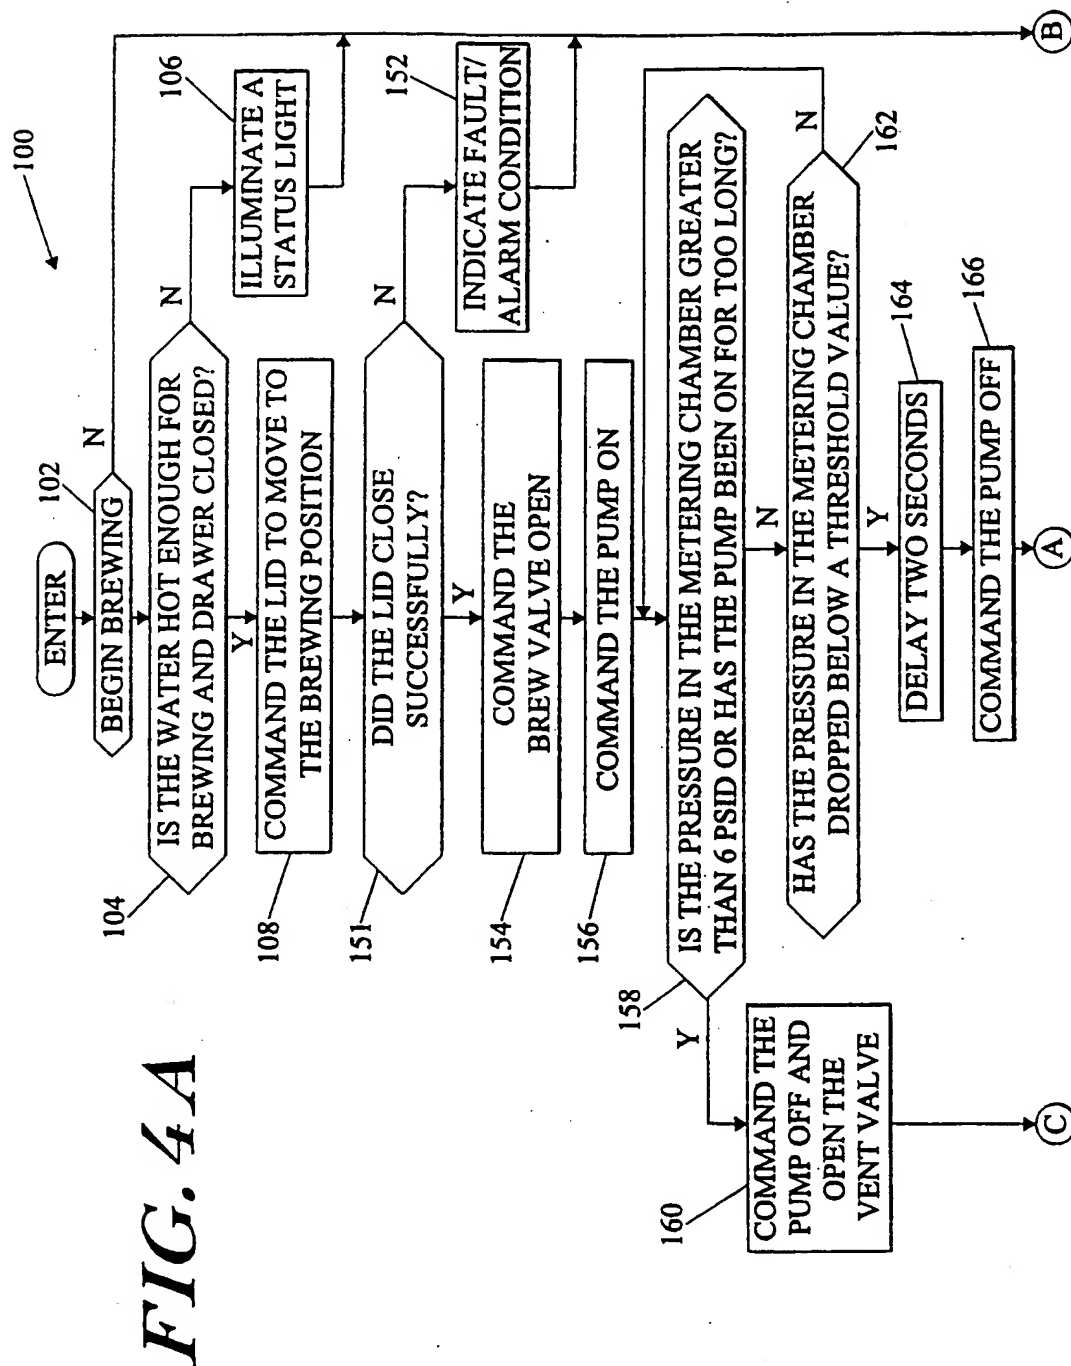 FIG. 4A
100
ENTER
102
BEGIN BREWING
N
104
IS THE WATER HOT ENOUGH FOR
BREWING AND DRAWER CLOSED?
N
Y
106
ILLUMINATE A
STATUS LIGHT
108
COMMAND THE LID TO MOVE TO
THE BREWING POSITION
151
DID THE LID CLOSE
SUCCESSFULLY?
N
Y
152
INDICATE FAULT/
ALARM CONDITION
154
COMMAND THE
BREW VALVE OPEN
156
COMMAND THE PUMP ON
158
IS THE PRESSURE IN THE METERING CHAMBER GREATER
THAN 6 PSID OR HAS THE PUMP BEEN ON FOR TOO LONG?
Y
N
160
COMMAND THE
PUMP OFF AND
OPEN THE
VENT VALVE
162
HAS THE PRESSURE IN THE METERING CHAMBER
DROPPED BELOW A THRESHOLD VALUE?
N
Y
164
DELAY TWO SECONDS
166
COMMAND THE PUMP OFF
C
A
B